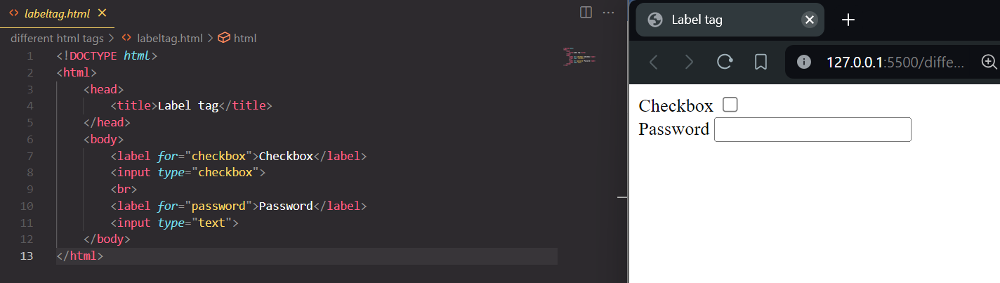 labeltag.html
different html tags > labeltag.html > html
1 <!DOCTYPE html>
2 <html>
3 <head>
4 <title>Label tag</title>
5 </head>
6 <body>
7 <label for="checkbox">Checkbox</label>
8 <input type="checkbox">
9 <br>
10 <label for="password">Password</label>
11 <input type="text">
12 </body>
13 </html>
Label tag
127.0.0.1:5500/diffe...
Checkbox
Password